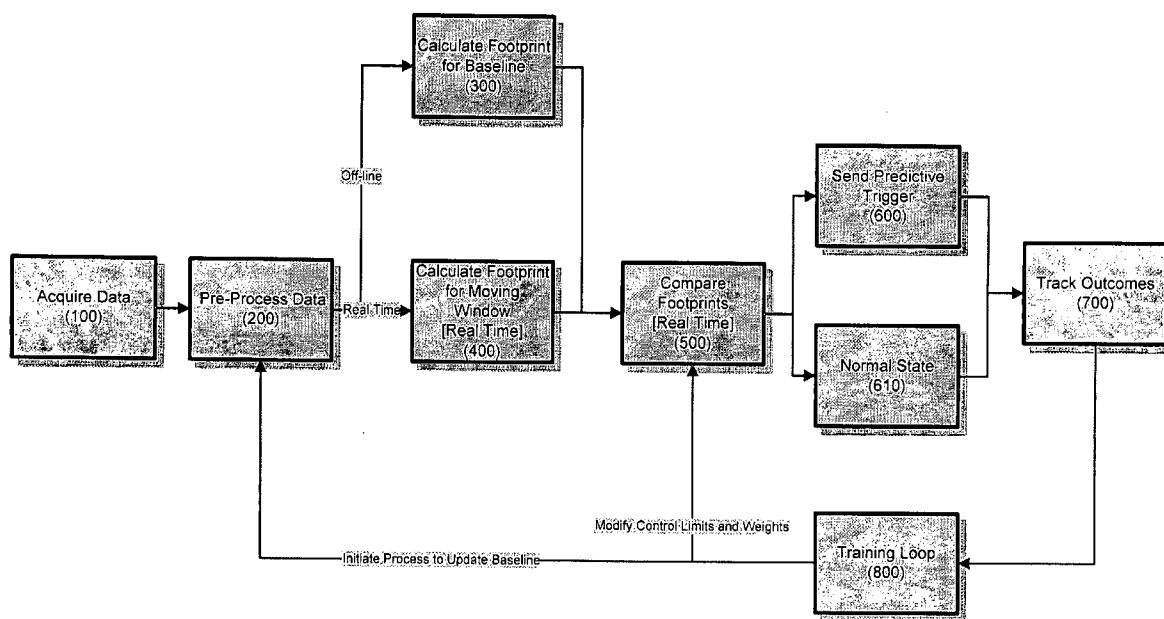 Calculate Footprint
for Baseline
(300)
Off-line
Send Predictive
Trigger
(600)
Acquire Data
(100)
Pre-Process Data
(200)
Real Time
Calculate Footprint
for Moving
Window
[Real Time]
(400)
Compare
Footprints
[Real Time]
(500)
Track Outcomes
(700)
Normal State
(610)
Modify Control Limits and Weights
Initiate Process to Update Baseline
Training Loop
(800)